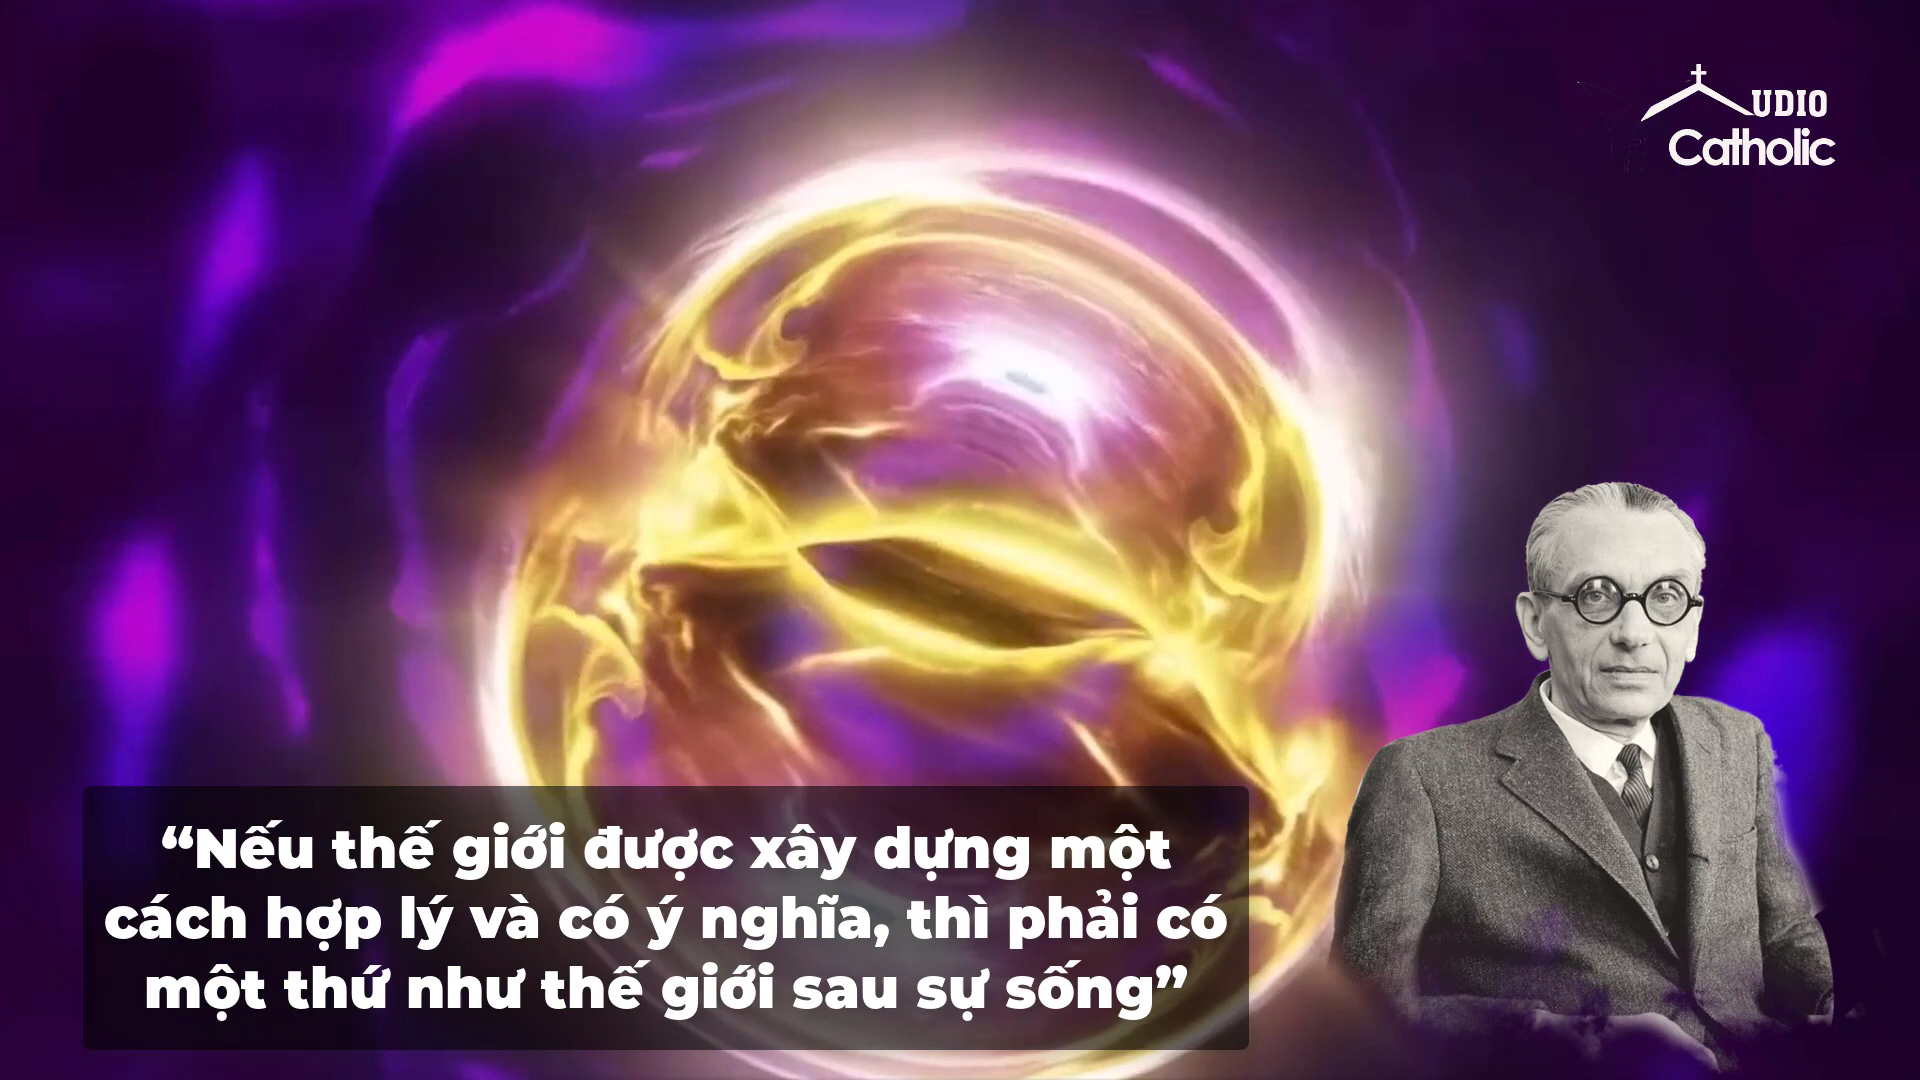 UDIO
Catholic
“Nếu thế giới được xây dựng một
cách hợp lý và có ý nghĩa, thì phải có
một thứ như thế giới sau sự sống”